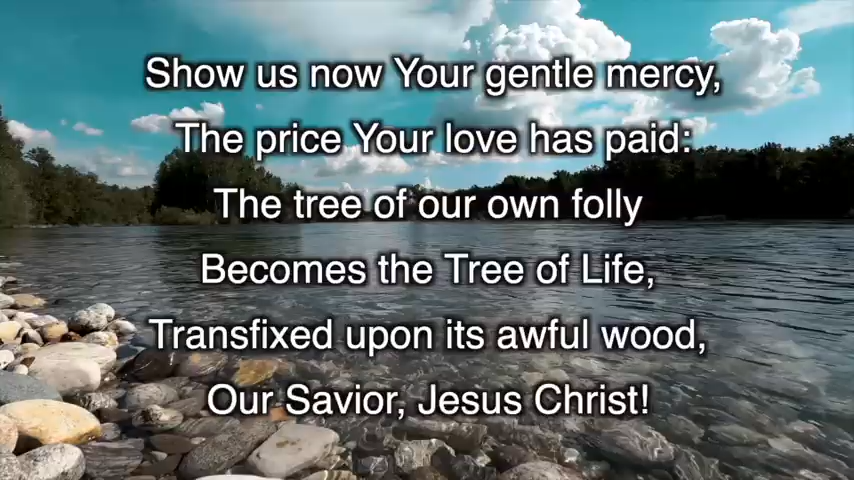 Show us now Your gentle mercy,
The price Your love has paid:
The tree of our own folly
Becomes the Tree of Life,
Transfixed upon its awful wood,
Our Savior, Jesus Christ!